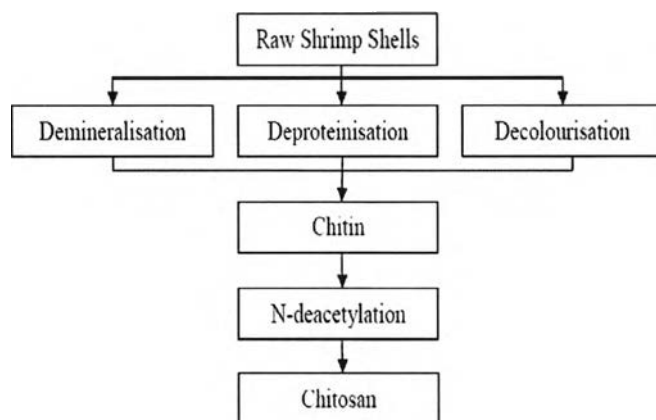 Raw Shrimp Shells
Demineralisation
Deproteinisation
Decolourisation
Chitin
N-deacetylation
Chitosan